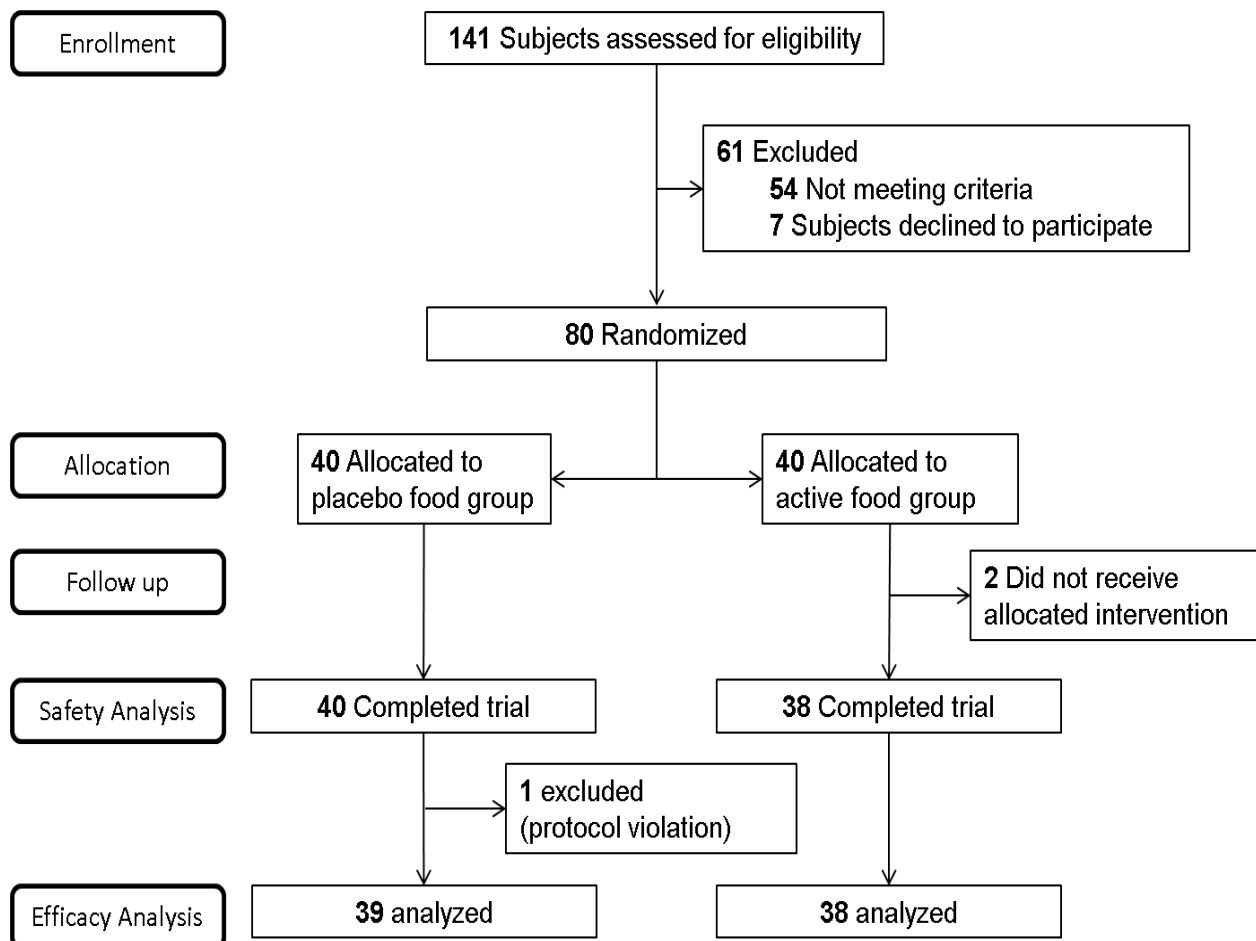 Enrollment
141 Subjects assessed for eligibility
61 Excluded
54 Not meeting criteria
7 Subjects declined to participate
80 Randomized
Allocation
40 Allocated to
placebo food group
40 Allocated to
active food group
Follow up
2 Did not receive
allocated intervention
Safety Analysis
40 Completed trial
38 Completed trial
1 excluded
(protocol violation)
Efficacy Analysis
39 analyzed
38 analyzed